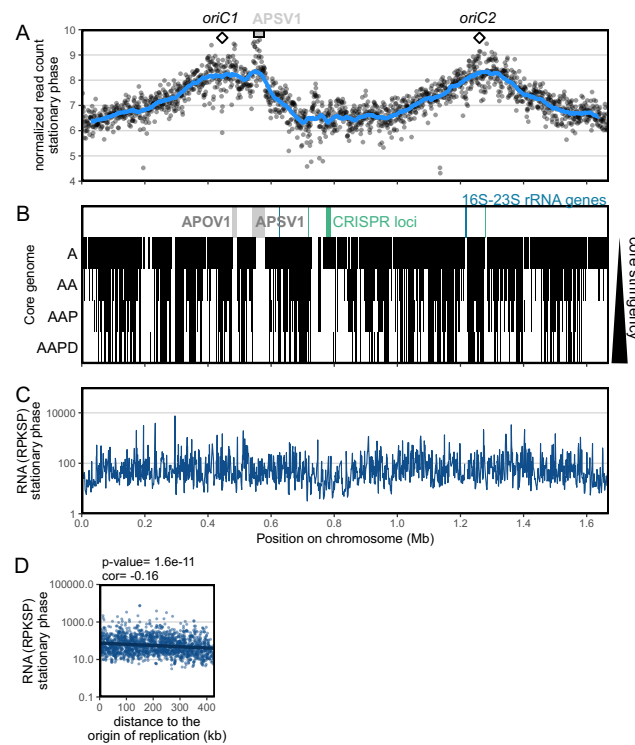 oriC1 APSV1 oriC2
A
10
9
8
7
6
5
4
normalized read count
stationary phase
16S-23S rRNA genes
B
APOV1 APSV1 CRISPR loci
A
AA
AAP
AAPD
Core genome
core stringency
C
10000
100
1
RNA (RPKSP)
stationary phase
0.0 0.2 0.4 0.6 0.8 1.0 1.2 1.4 1.6
Position on chromosome (Mb)
D
p-value= 1.6e-11
cor= -0.16
100000.0
1000.0
10.0
0.1
RNA (RPKSP)
stationary phase
0 100 200 300 400
distance to the
origin of replication (kb)